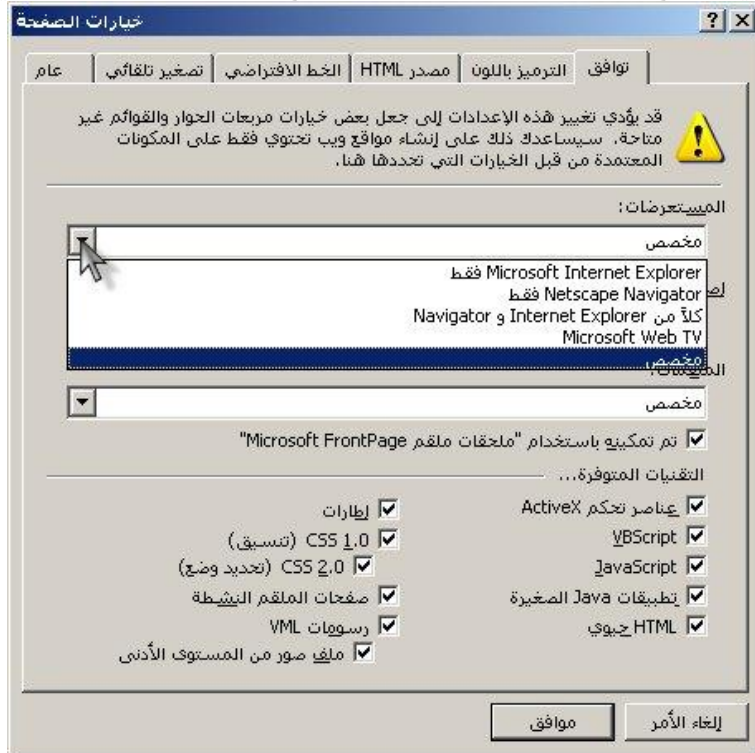 خيارات الصفحة
توافق
الترميز باللون
مصدر HTML
الخط الافتراضي
تصغير تلقائي
عام
قد يؤدي تغيير هذه الإعدادات إلى جعل بعض خيارات مربعات الحوار والقوائم غير
متاحة. سيساعدك ذلك على إنشاء مواقع ويب تحتوي فقط على المكونات
المعتمدة من قبل الخيارات التي تحددها هنا.
المستعرضات:
مخصص
Microsoft Internet Explorer فقط
Netscape Navigator فقط
كلاً من Internet Explorer و Navigator
Microsoft Web TV
مخصص
مخصص
تم تمكينه باستخدام "ملحقات ملقم Microsoft FrontPage"
التقنيات المتوفرة...
عناصر تحكم ActiveX
إطارات
VBScript
CSS 1.0 (تنسيق)
JavaScript
CSS 2.0 (تحديد وضع)
تطبيقات Java الصغيرة
صفحات الملقم النشطة
HTML حيوي
رسومات VML
ملف صور من المستوى الأدنى
إلغاء الأمر
موافق